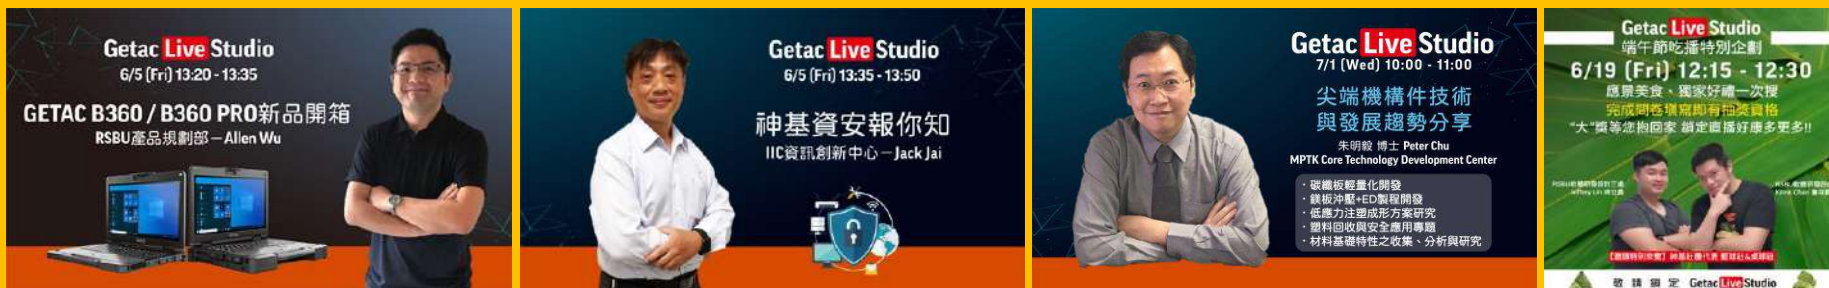 Getac Live Studio
6/5 (Fri) 13:20 - 13:35
GETAC B360 / B360 PRO新品開箱
RSBU產品規劃部－Allen Wu
Getac Live Studio
6/5 (Fri) 13:35 - 13:50
神基資安報你知
IIC資訊創新中心－Jack Jai
Getac Live Studio
7/1 (Wed) 10:00 - 11:00
尖端機構件技術
與發展趨勢分享
朱明毅 博士 Peter Chu
MPTK Core Technology Development Center
・碳纖板輕量化開發
・鎂板沖壓+ED製程開發
・低應力注塑成形方案研究
・塑料回收與安全應用專題
・材料基礎特性之收集、分析與研究
Getac Live Studio
端午節吃播特別企劃
6/19 (Fri) 12:15 - 12:30
應景美食、獨家好禮一次搜
完成問卷填寫即有抽獎資格
"大"獎等您抱回家 鎖定直播好康多更多!!
敬 請 鎖 定 Getac Live Studio